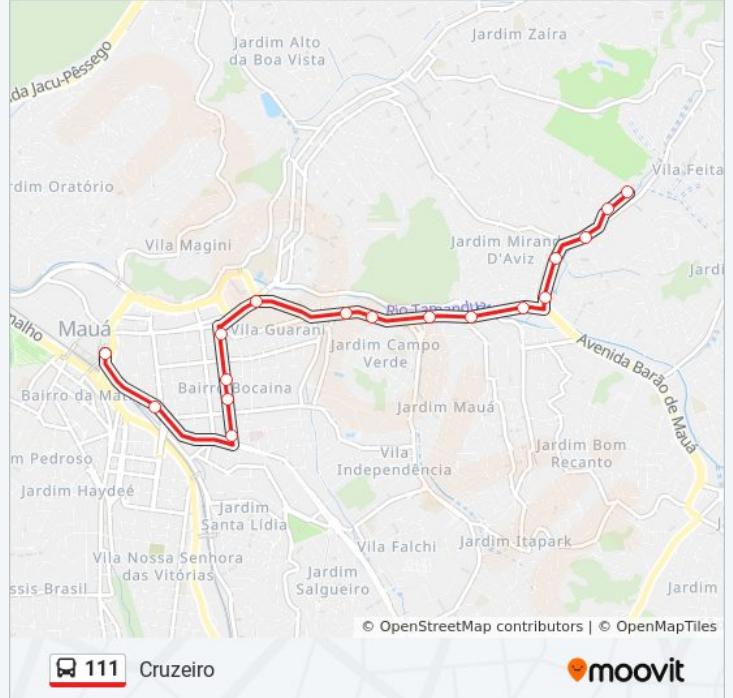 Jardim Zaíra
Jardim Alto
da Boa Vista
da Jacu-Pêssego
Vila Feita
rdim Oratório
Vila Magini
Jardim Mirand
D'Aviz
Jardi
Rio Tamanduat
Mauá
malho
Vila Guarani
Jardim Campo
Verde
Avenida Barão de Mauá
Bairro da Mat
Bairro Bocaina
Jardim Mauá
m Pedroso
Vila
Independência
Jardim Bom
Recanto
Jardim Haydeé
Jardim
Santa Lídia
Vila Falchi
Jardim Itapark
Vila Nossa Senhora
das Vitórias
Jardim
Salgueiro
ssis Brasil
Jardim
© OpenStreetMap contributors | © OpenMapTiles
111 Cruzeiro
moovit